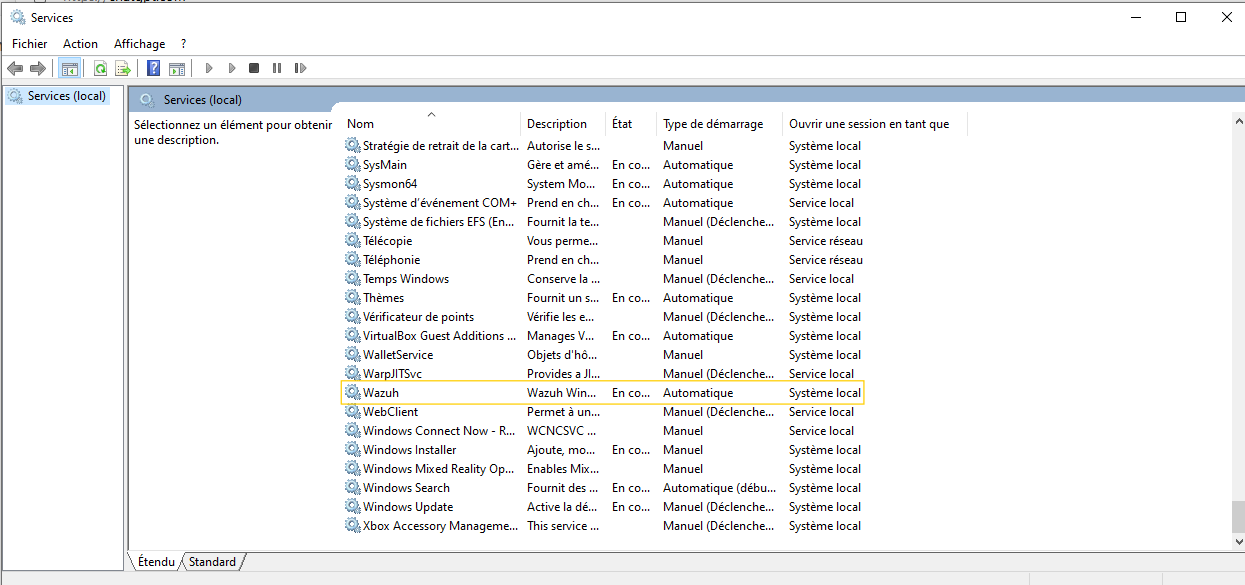 Services
Fichier Action Affichage ?
Services (local)
Services (local)
Sélectionnez un élément pour obtenir
une description.
Nom Description État Type de démarrage Ouvrir une session en tant que
Stratégie de retrait de la cart... Autorise le s... Manuel Système local
SysMain Gère et amé... En co... Automatique Système local
Sysmon64 System Mo... En co... Automatique Système local
Système d'événement COM+ Prend en ch... En co... Automatique Service local
Système de fichiers EFS (En... Fournit la te... Manuel (Déclenche... Système local
Télécopie Vous perme... Manuel Service réseau
Téléphonie Prend en ch... Manuel Service réseau
Temps Windows Conserve la ... Manuel (Déclenche... Service local
Thèmes Fournit un s... En co... Automatique Système local
Vérificateur de points Vérifie les e... Manuel (Déclenche... Système local
VirtualBox Guest Additions ... Manages V... En co... Automatique Système local
WalletService Objets d'hô... Manuel Système local
WarpJITSvc Provides a JI... Manuel (Déclenche... Service local
Wazuh Wazuh Win... En co... Automatique Système local
WebClient Permet à un... Manuel (Déclenche... Service local
Windows Connect Now - R... WCNCSVC ... Manuel Service local
Windows Installer Ajoute, mo... En co... Manuel Système local
Windows Mixed Reality Op... Enables Mix... Manuel Système local
Windows Search Fournit des ... En co... Automatique (débu... Système local
Windows Update Active la dé... En co... Manuel (Déclenche... Système local
Xbox Accessory Manageme... This service ... Manuel (Déclenche... Système local
Étendu Standard